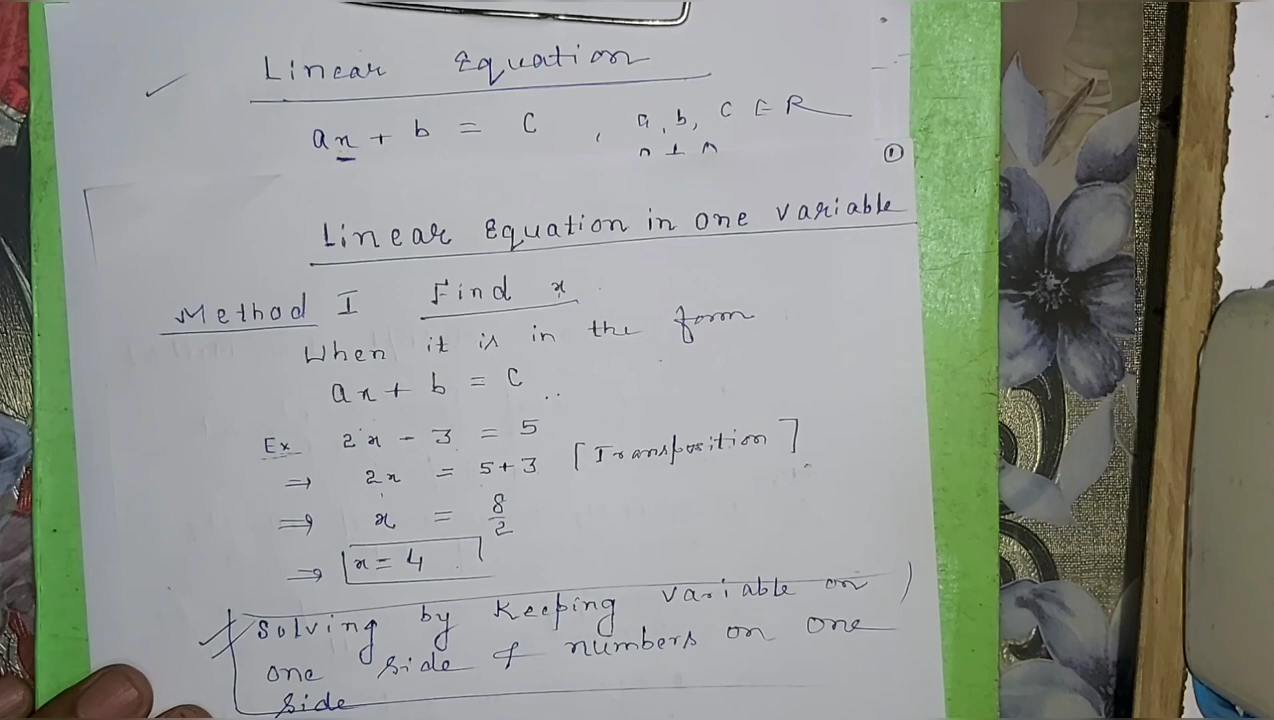 Linear Equation
ax + b = c , a, b, c ∈ R
①
Linear Equation in one variable
Method I Find x
When it is in the form
ax + b = c
Ex 2x - 3 = 5
⇒ 2x = 5+3 [Transposition]
⇒ x = 8/2
⇒ x = 4
Solving by Keeping variable on
one side & numbers on one
side